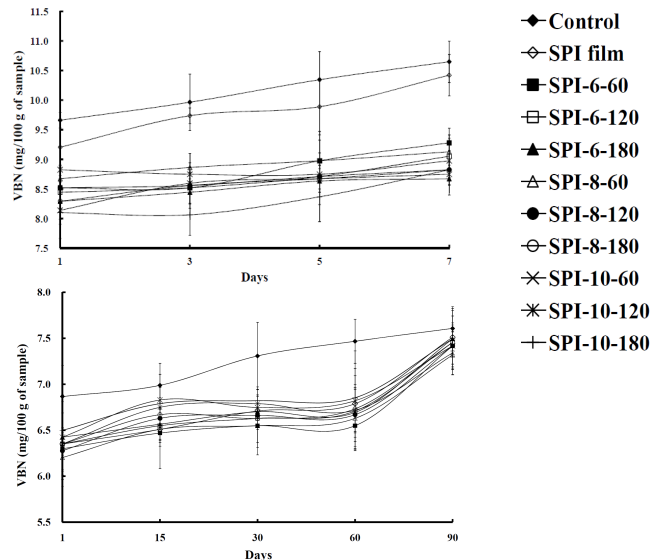 11.5
11.0
10.5
10.0
9.5
9.0
8.5
8.0
7.5
VBN (mg/100 g of sample)
1 3 5 7
Days
8.0
7.5
7.0
6.5
6.0
5.5
VBN (mg/100 g of sample)
1 15 30 60 90
Days
Control
SPI film
SPI-6-60
SPI-6-120
SPI-6-180
SPI-8-60
SPI-8-120
SPI-8-180
SPI-10-60
SPI-10-120
SPI-10-180